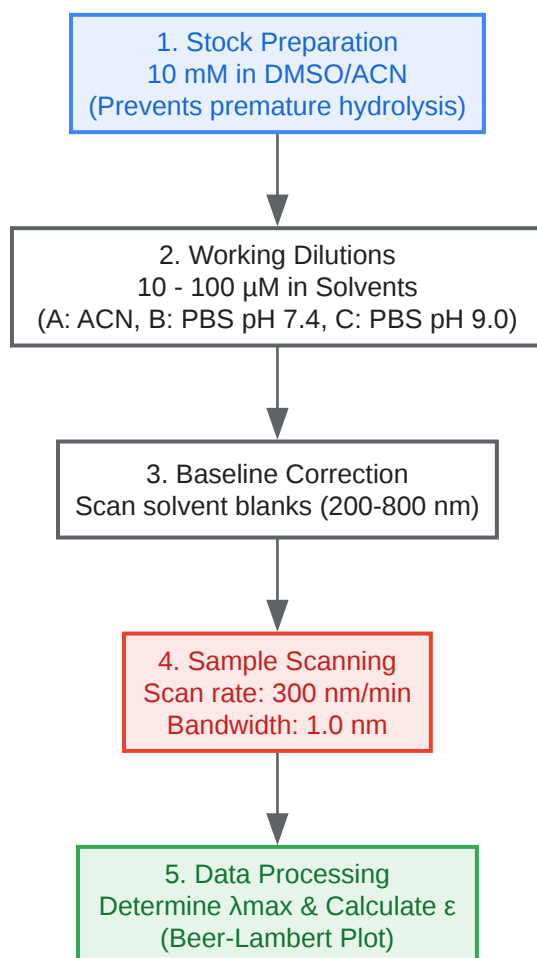 1. Stock Preparation
10 mM in DMSO/ACN
(Prevents premature hydrolysis)
2. Working Dilutions
10 - 100 µM in Solvents
(A: ACN, B: PBS pH 7.4, C: PBS pH 9.0)
3. Baseline Correction
Scan solvent blanks (200-800 nm)
4. Sample Scanning
Scan rate: 300 nm/min
Bandwidth: 1.0 nm
5. Data Processing
Determine λmax & Calculate ε
(Beer-Lambert Plot)